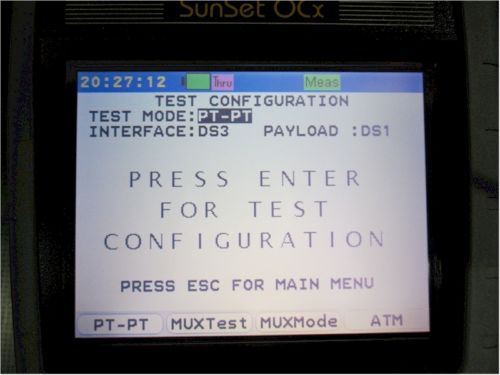 SunSet OCx
20:27:12 Thru Meas
TEST CONFIGURATION
TEST MODE:PT-PT
INTERFACE:DS3 PAYLOAD :DS1
PRESS ENTER
FOR TEST
CONFIGURATION
PRESS ESC FOR MAIN MENU
PT-PT MUXTest MUXMode ATM